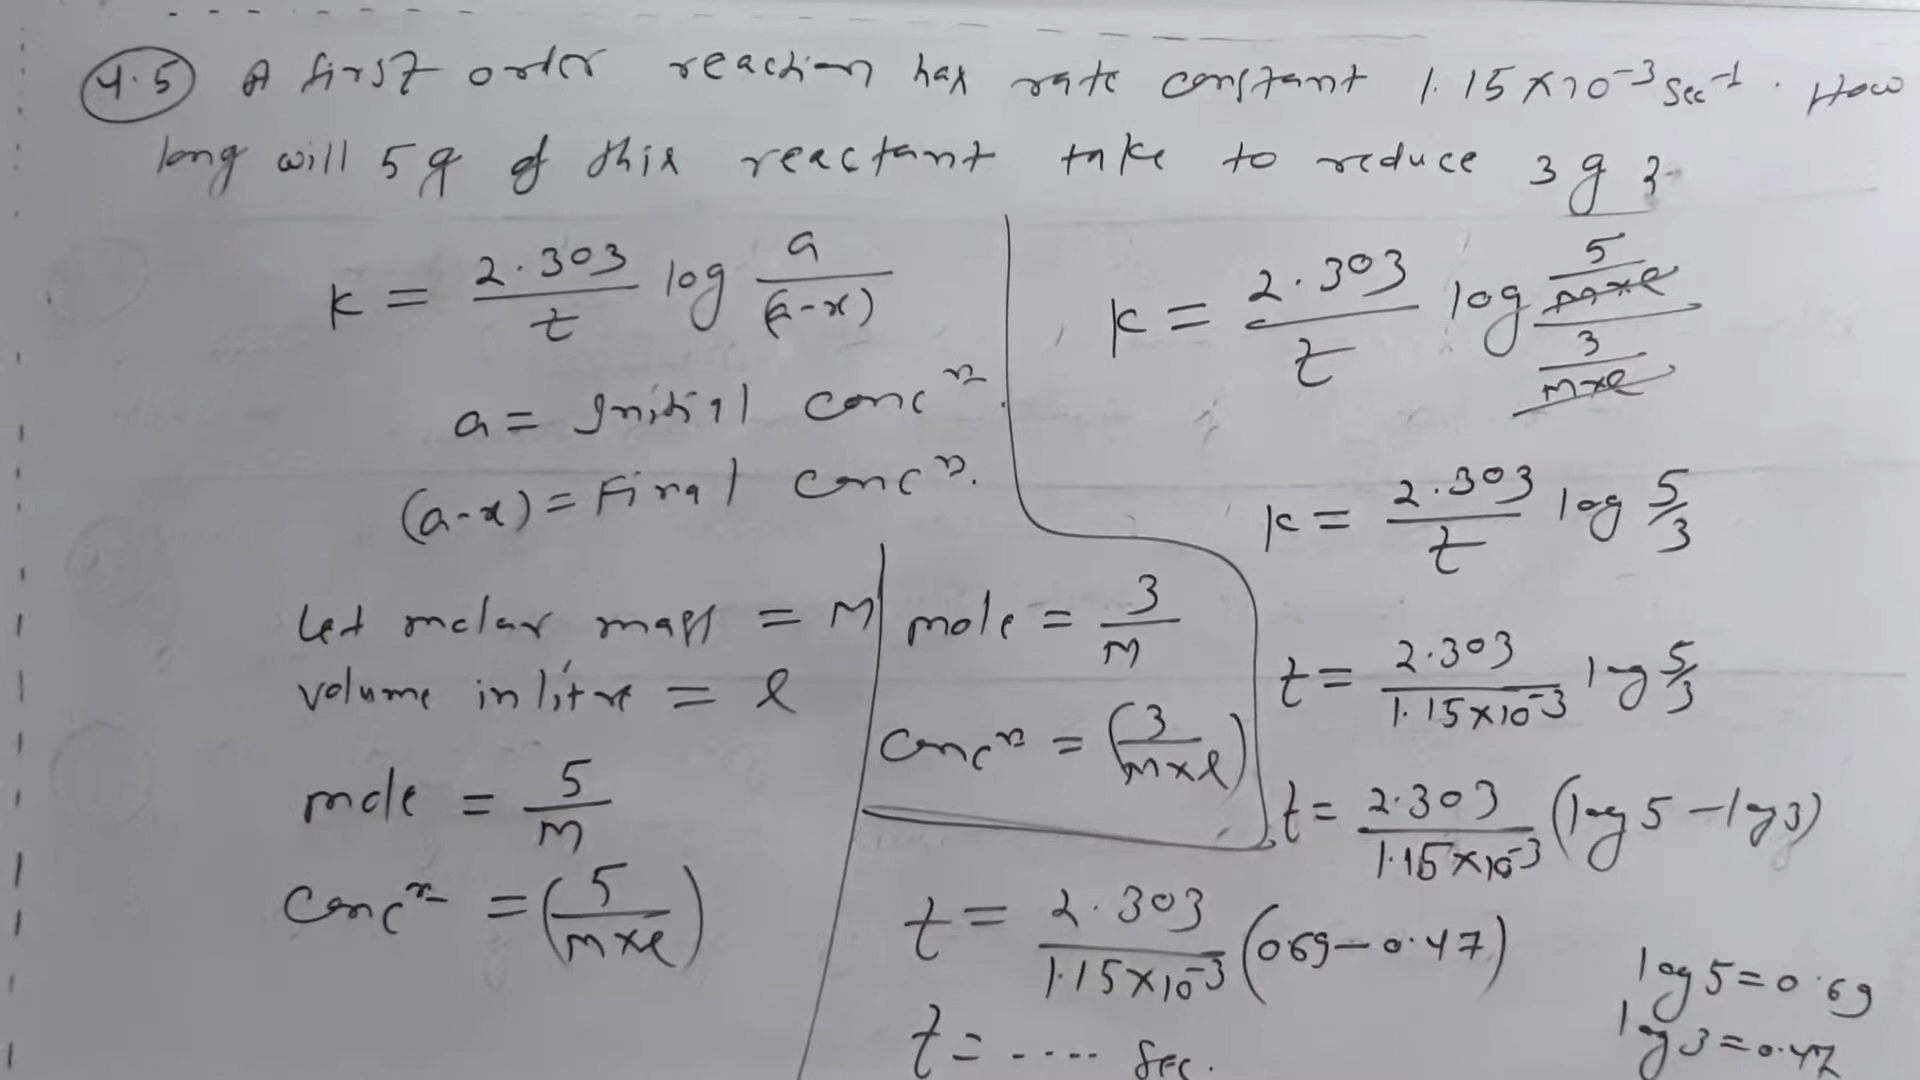 4.5 A first order reaction has rate constant 1.15×10⁻³ sec⁻¹. How
long will 5g of this reactant take to reduce 3g?
k = 2.303/t log a/(a-x)
a = Initial concⁿ.
(a-x) = Final concⁿ.
Let molar mass = M
volume in litre = l
mole = 5/M
concⁿ = (5/M×l)
mole = 3/M
concⁿ = (3/M×l)
k = 2.303/t log 5/M×l / 3/M×l
k = 2.303/t log 5/3
t = 2.303/1.15×10⁻³ log 5/3
t = 2.303/1.15×10⁻³ (log 5 - log 3)
t = 2.303/1.15×10⁻³ (0.69 - 0.47)
t = .... Sec.
log 5 = 0.69
log 3 = 0.47